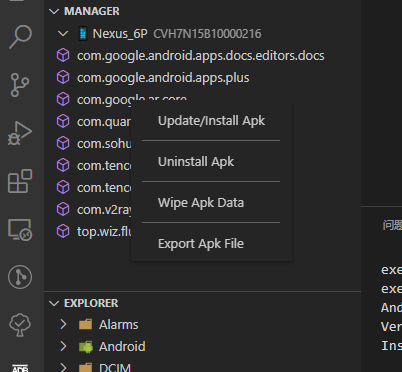 MANAGER
Nexus_6P CVH7N15B10000216
com.google.android.apps.docs.editors.docs
com.google.android.apps.plus
com.google.ar.core
com.quar
com.sohu
com.tence
com.tence
com.v2ray
top.wiz.flu
Update/Install Apk
Uninstall Apk
Wipe Apk Data
Export Apk File
问题
exe
exe
And
Ver
Ins
EXPLORER
Alarms
Android
DCIM
ADB